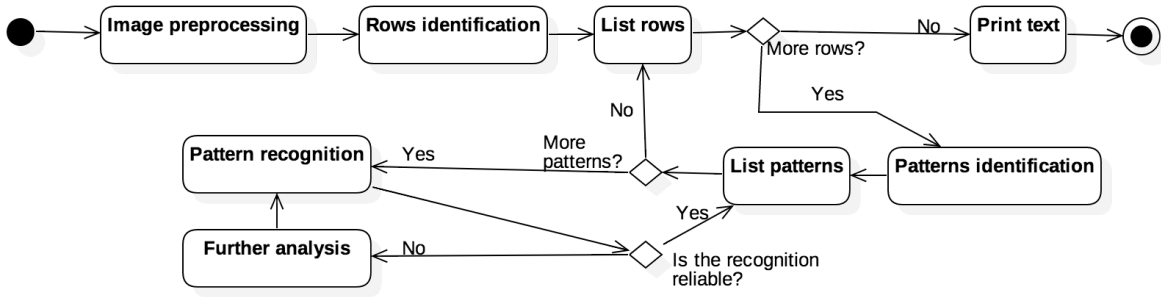 Image preprocessing
Rows identification
List rows
More rows?
No
Print text
Yes
No
More
patterns?
Yes
Pattern recognition
List patterns
Patterns identification
Yes
Further analysis
No
Is the recognition
reliable?